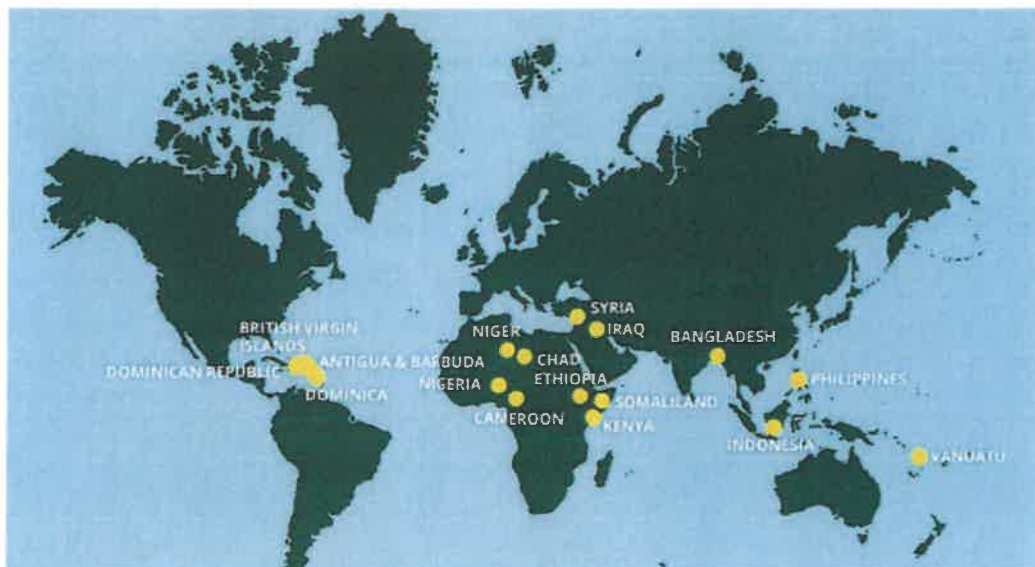 SYRIA
IRAQ
NIGER
BANGLADESH
BRITISH VIRGIN
ISLANDS
ANTIGUA & BARBUDA
CHAD
DOMINICAN REPUBLIC
ETHIOPIA
PHILIPPINES
NIGERIA
DOMINICA
SOMALILAND
CAMEROON
KENYA
INDONESIA
VANUATU